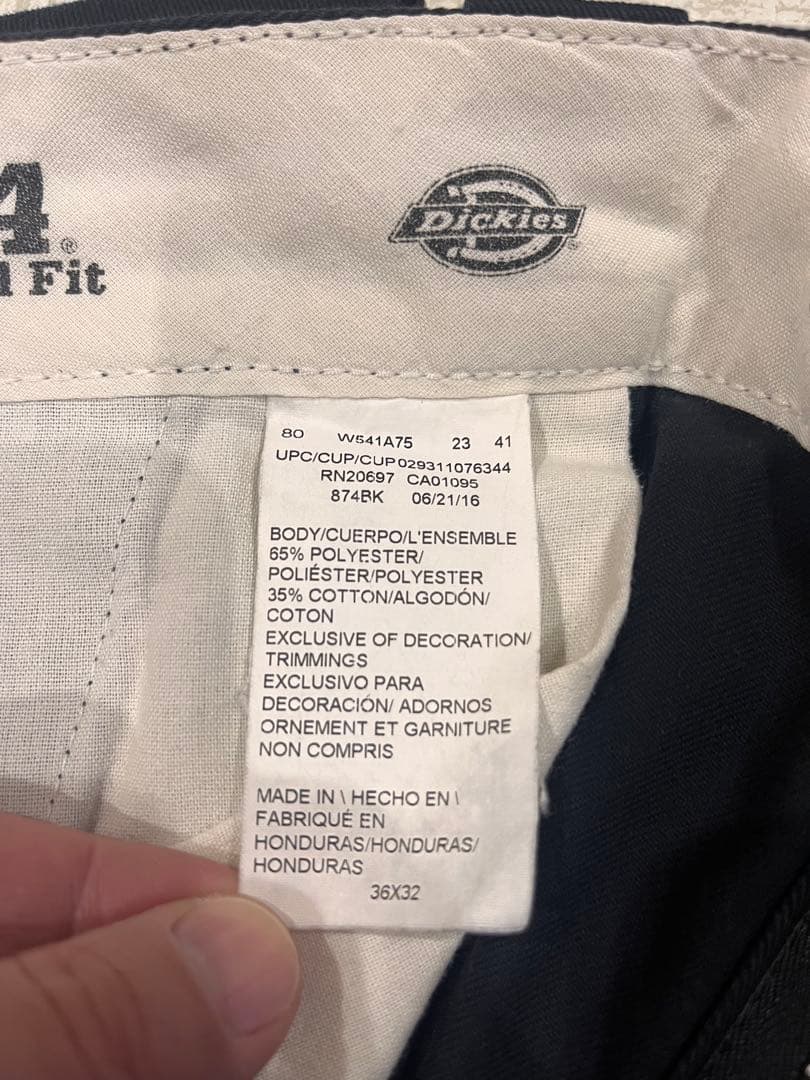 4®
Fit
Dickies
80 W541A75 23 41
UPC/CUP/CUP 029311076344
RN20697 CA01095
874BK 06/21/16
BODY/CUERPO/L'ENSEMBLE
65% POLYESTER/
POLIÉSTER/POLYESTER
35% COTTON/ALGODÓN/
COTON
EXCLUSIVE OF DECORATION/
TRIMMINGS
EXCLUSIVO PARA
DECORACIÓN/ ADORNOS
ORNEMENT ET GARNITURE
NON COMPRIS
MADE IN \ HECHO EN \
FABRIQUÉ EN
HONDURAS/HONDURAS/
HONDURAS
36X32